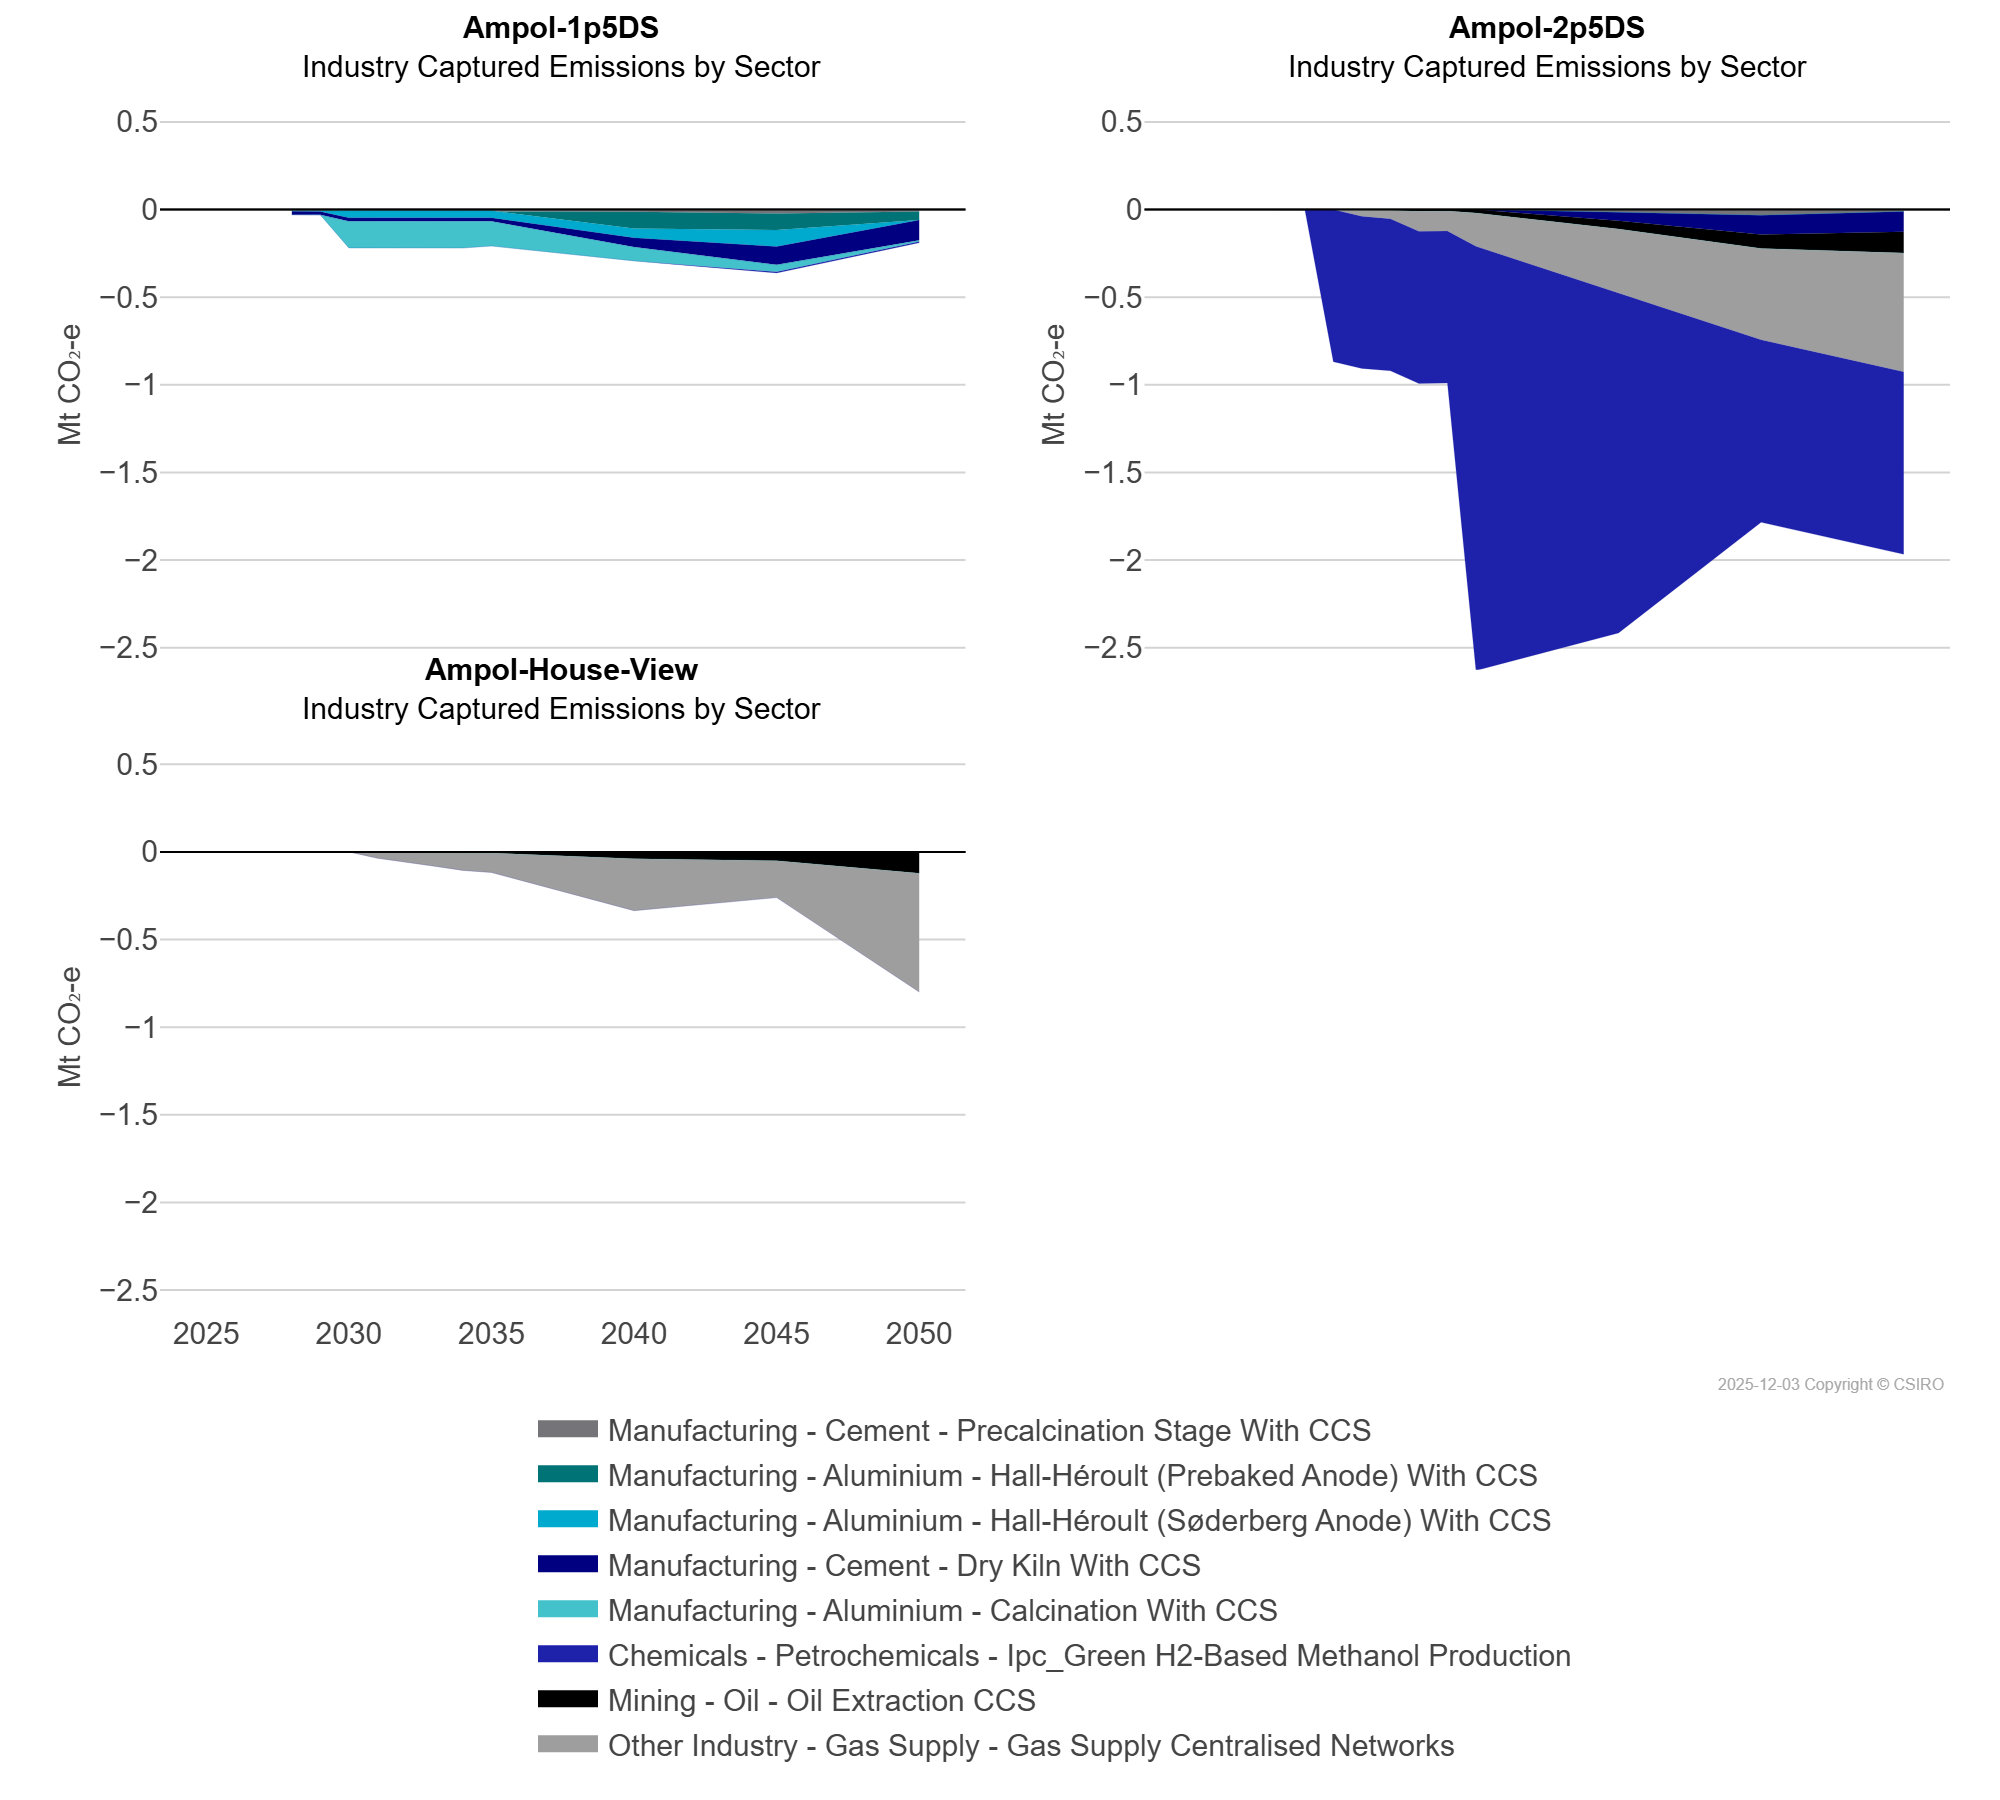 Ampol-1p5DS
Industry Captured Emissions by Sector
0.5
0
−0.5
−1
−1.5
−2
−2.5
Mt CO₂-e
Ampol-2p5DS
Industry Captured Emissions by Sector
0.5
0
−0.5
−1
−1.5
−2
−2.5
Mt CO₂-e
Ampol-House-View
Industry Captured Emissions by Sector
0.5
0
−0.5
−1
−1.5
−2
−2.5
Mt CO₂-e
2025 2030 2035 2040 2045 2050
2025-12-03 Copyright © CSIRO
Manufacturing - Cement - Precalcination Stage With CCS
Manufacturing - Aluminium - Hall-Héroult (Prebaked Anode) With CCS
Manufacturing - Aluminium - Hall-Héroult (Søderberg Anode) With CCS
Manufacturing - Cement - Dry Kiln With CCS
Manufacturing - Aluminium - Calcination With CCS
Chemicals - Petrochemicals - Ipc_Green H2-Based Methanol Production
Mining - Oil - Oil Extraction CCS
Other Industry - Gas Supply - Gas Supply Centralised Networks